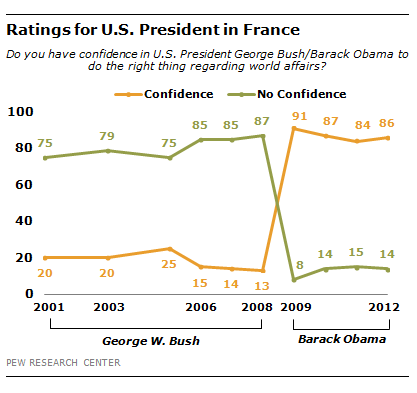 Ratings for U.S. President in France
Do you have confidence in U.S. President George Bush/Barack Obama to
do the right thing regarding world affairs?
Confidence No Confidence
100
80
60
40
20
0
75 79 75 85 85 87 91 87 84 86
20 20 25 15 14 13 8 14 15 14
2001 2003 2006 2008 2009 2012
George W. Bush Barack Obama
PEW RESEARCH CENTER